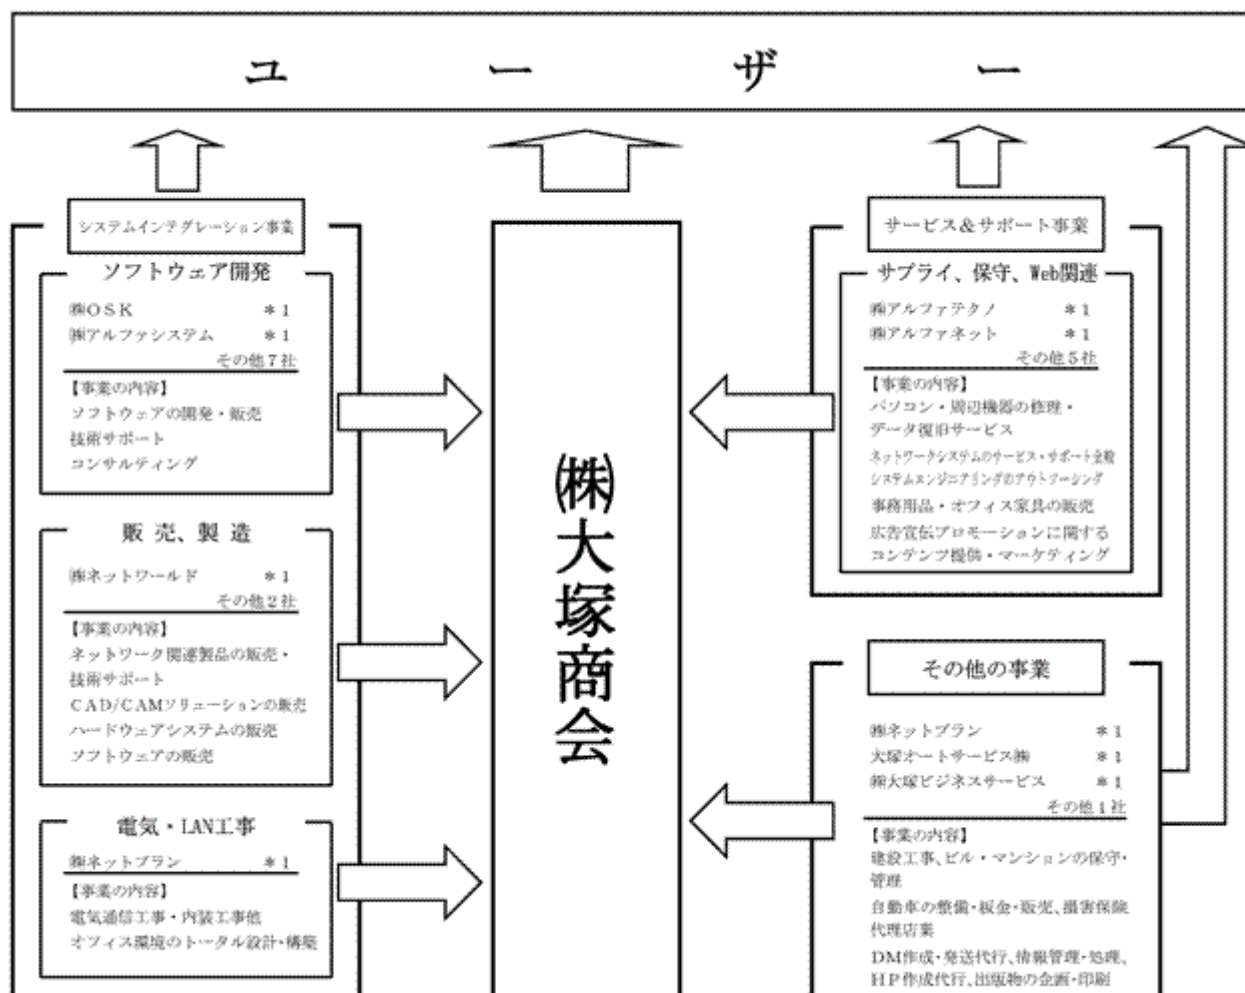 ユーザー
システムインテグレーション事業
ソフトウェア開発
㈱OSK ＊1
㈱アルファシステム ＊1
その他7社
【事業の内容】
ソフトウェアの開発・販売
技術サポート
コンサルティング
販売、製造
㈱ネットワールド ＊1
その他2社
【事業の内容】
ネットワーク関連製品の販売・
技術サポート
CAD/CAMソリューションの販売
ハードウェアシステムの販売
ソフトウェアの販売
電気・LAN工事
㈱ネットプラン ＊1
【事業の内容】
電気通信工事・内装工事他
オフィス環境のトータル設計・構築
㈱大塚商会
サービス＆サポート事業
サプライ、保守、Web関連
㈱アルファテクノ ＊1
㈱アルファネット ＊1
その他5社
【事業の内容】
パソコン・周辺機器の修理・
データ復旧サービス
ネットワークシステムのサービス・サポート全般
システムエンジニアリングのアウトソーシング
事務用品・オフィス家具の販売
広告宣伝プロモーションに関する
コンテンツ提供・マーケティング
その他の事業
㈱ネットプラン ＊1
大塚オートサービス㈱ ＊1
㈱大塚ビジネスサービス ＊1
その他1社
【事業の内容】
建設工事、ビル・マンションの保守・
管理
自動車の整備・板金・販売、損害保険
代理店業
DM作成・発送代行、情報管理・処理、
HP作成代行、出版物の企画・印刷